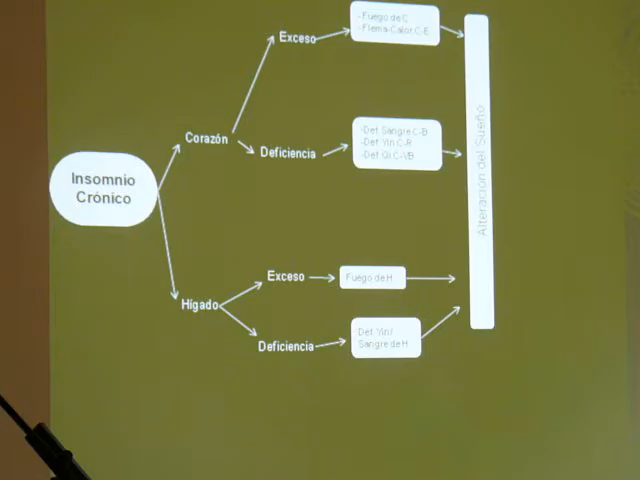 Insomnio
Crónico
Corazón
Exceso
- Fuego de C
- Flema-Calor C-E
Deficiencia
-Def. Sangre C-B
-Def. Yin C-R
-Def. Qi C-VB
Hígado
Exceso
Fuego de H
Deficiencia
Def. Yin/
Sangre de H
Alteración del Sueño